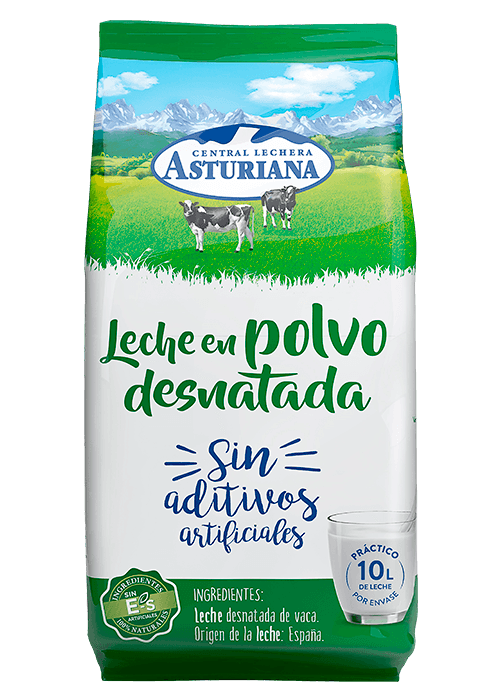 CENTRAL LECHERA
ASTURIANA
Leche en polvo
desnatada
Sin
aditivos
artificiales
PRÁCTICO
10L
DE LECHE
POR ENVASE
INGREDIENTES
SIN
E-s
ARTIFICIALES
100% NATURALES
INGREDIENTES:
Leche desnatada de vaca.
Origen de la leche: España.